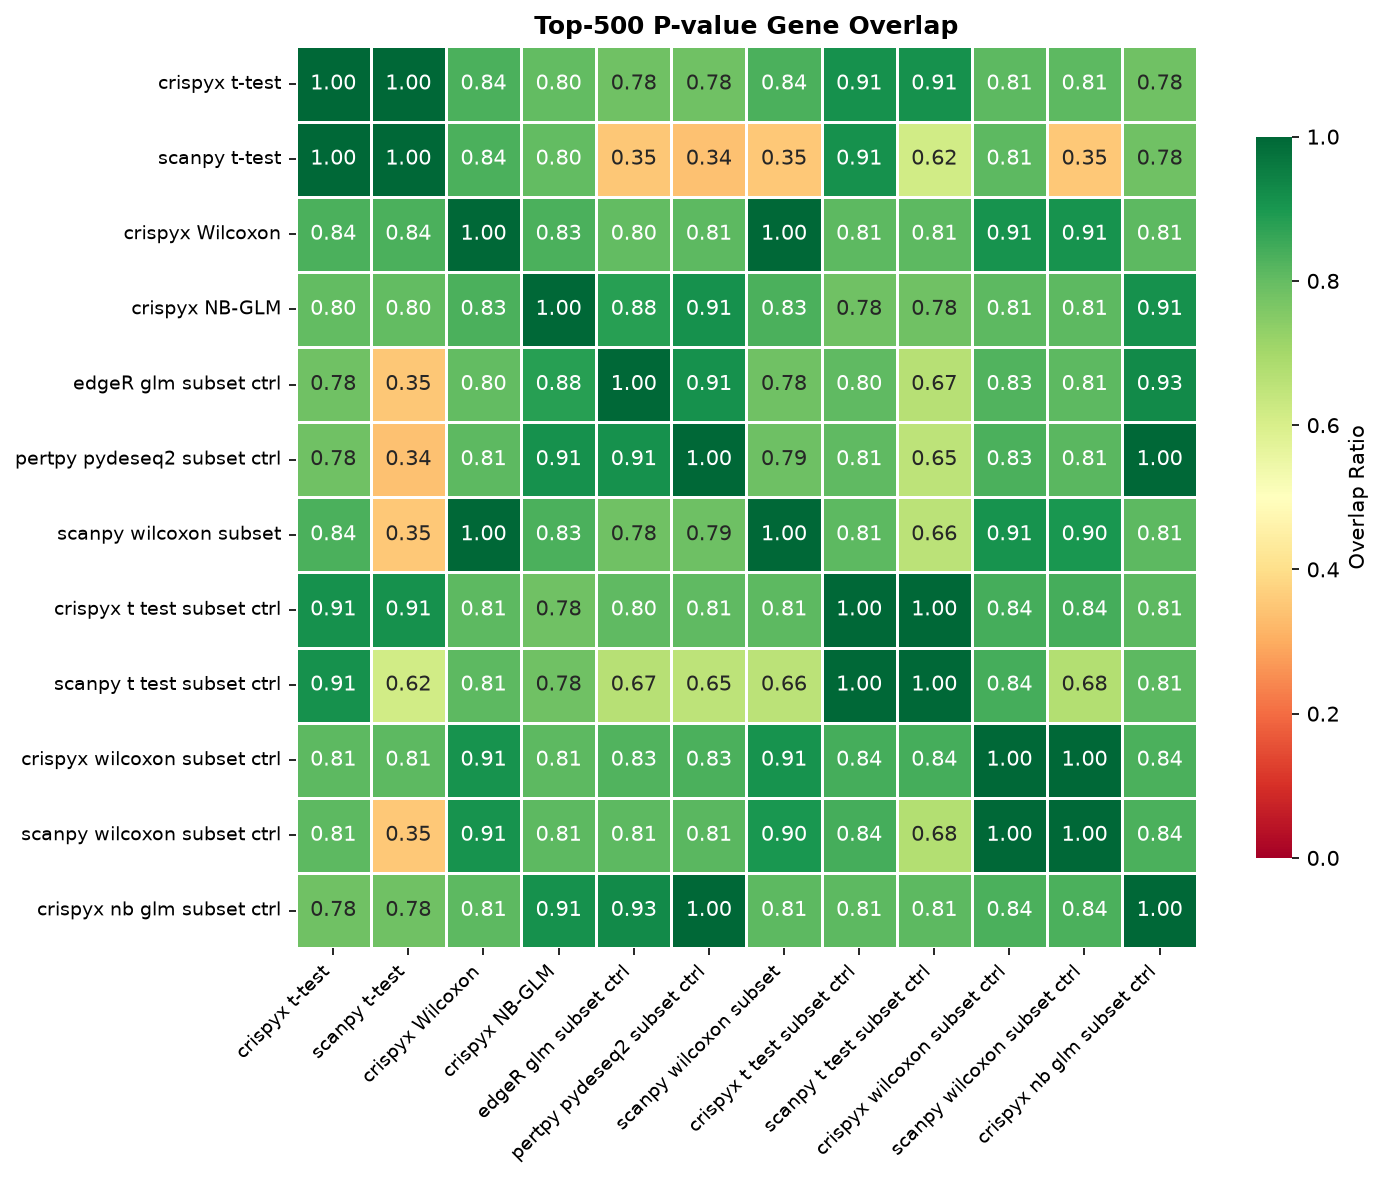 Top-500 P-value Gene Overlap
crispyx t-test 1.00 1.00 0.84 0.80 0.78 0.78 0.84 0.91 0.91 0.81 0.81 0.78
scanpy t-test 1.00 1.00 0.84 0.80 0.35 0.34 0.35 0.91 0.62 0.81 0.35 0.78
crispyx Wilcoxon 0.84 0.84 1.00 0.83 0.80 0.81 1.00 0.81 0.81 0.91 0.91 0.81
crispyx NB-GLM 0.80 0.80 0.83 1.00 0.88 0.91 0.83 0.78 0.78 0.81 0.81 0.91
edgeR glm subset ctrl 0.78 0.35 0.80 0.88 1.00 0.91 0.78 0.80 0.67 0.83 0.81 0.93
pertpy pydeseq2 subset ctrl 0.78 0.34 0.81 0.91 0.91 1.00 0.79 0.81 0.65 0.83 0.81 1.00
scanpy wilcoxon subset 0.84 0.35 1.00 0.83 0.78 0.79 1.00 0.81 0.66 0.91 0.90 0.81
crispyx t test subset ctrl 0.91 0.91 0.81 0.78 0.80 0.81 0.81 1.00 1.00 0.84 0.84 0.81
scanpy t test subset ctrl 0.91 0.62 0.81 0.78 0.67 0.65 0.66 1.00 1.00 0.84 0.68 0.81
crispyx wilcoxon subset ctrl 0.81 0.81 0.91 0.81 0.83 0.83 0.91 0.84 0.84 1.00 1.00 0.84
scanpy wilcoxon subset ctrl 0.81 0.35 0.91 0.81 0.81 0.81 0.90 0.84 0.68 1.00 1.00 0.84
crispyx nb glm subset ctrl 0.78 0.78 0.81 0.91 0.93 1.00 0.81 0.81 0.81 0.84 0.84 1.00
crispyx t-test
scanpy t-test
crispyx Wilcoxon
crispyx NB-GLM
edgeR glm subset ctrl
pertpy pydeseq2 subset ctrl
scanpy wilcoxon subset
crispyx t test subset ctrl
scanpy t test subset ctrl
crispyx wilcoxon subset ctrl
scanpy wilcoxon subset ctrl
crispyx nb glm subset ctrl
1.0
0.8
0.6
0.4
0.2
0.0
Overlap Ratio